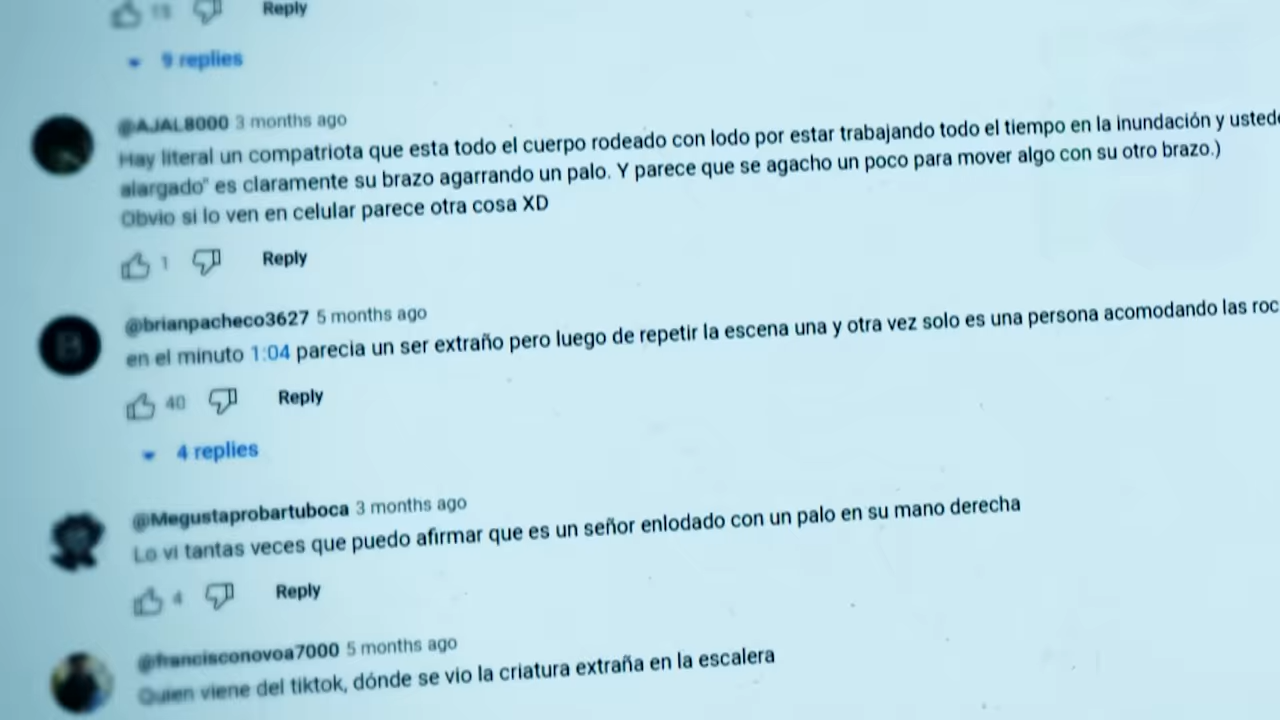 18 Reply
9 replies
@AJAL8000 3 months ago
Hay literal un compatriota que esta todo el cuerpo rodeado con lodo por estar trabajando todo el tiempo en la inundación y ustede
alargado" es claramente su brazo agarrando un palo. Y parece que se agacho un poco para mover algo con su otro brazo.)
Obvio si lo ven en celular parece otra cosa XD
1 Reply
@brianpacheco3627 5 months ago
en el minuto 1:04 parecia un ser extraño pero luego de repetir la escena una y otra vez solo es una persona acomodando las roc
40 Reply
4 replies
@Megustaprobartuboca 3 months ago
Lo vi tantas veces que puedo afirmar que es un señor enlodado con un palo en su mano derecha
4 Reply
@francisconovoa7000 5 months ago
Quien viene del tiktok, dónde se vio la criatura extraña en la escalera